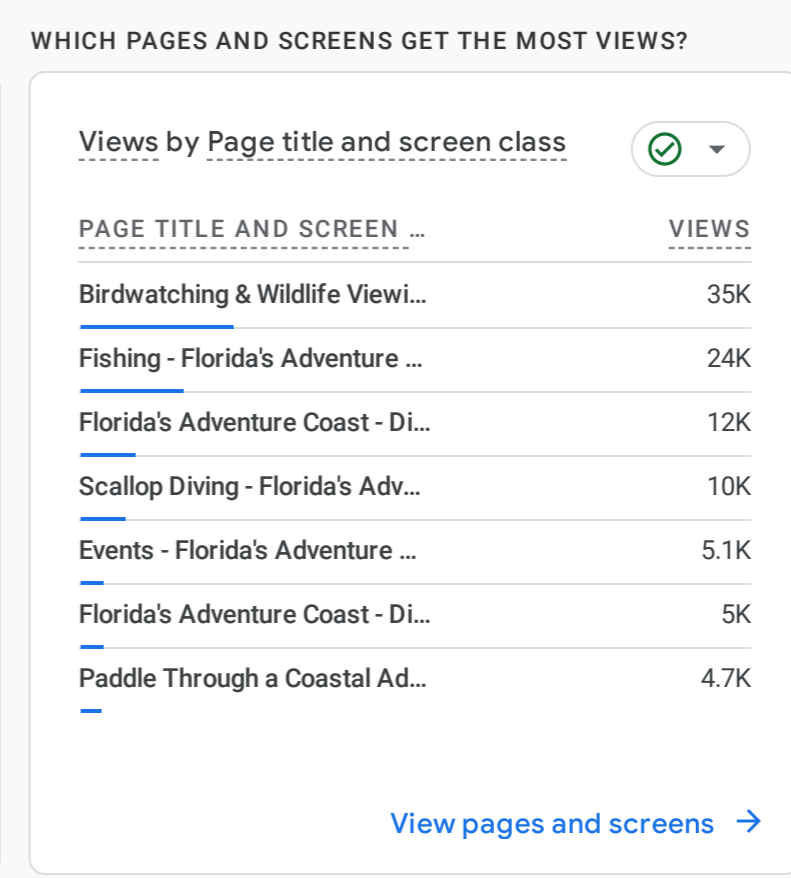 WHICH PAGES AND SCREENS GET THE MOST VIEWS?
Views by Page title and screen class
PAGE TITLE AND SCREEN … VIEWS
Birdwatching & Wildlife Viewi… 35K
Fishing - Florida's Adventure … 24K
Florida's Adventure Coast - Di… 12K
Scallop Diving - Florida's Adv… 10K
Events - Florida's Adventure … 5.1K
Florida's Adventure Coast - Di… 5K
Paddle Through a Coastal Ad… 4.7K
View pages and screens